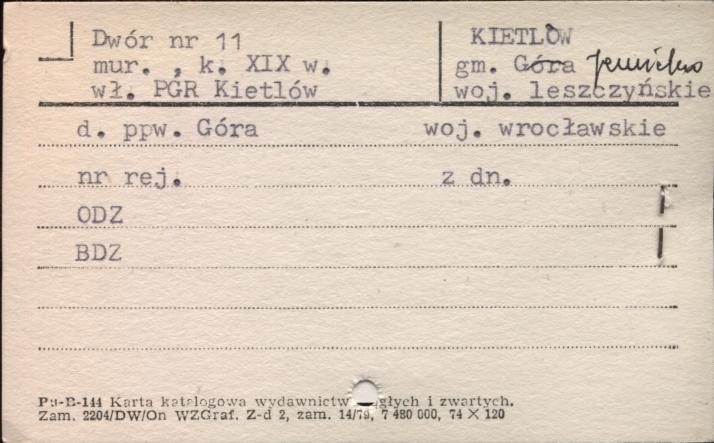 Dwór nr 11
mur. , k. XIX w.
wł. PGR Kietlów
KIETLÓW
gm. Góra Jemielno
woj. leszczyńskie
d. ppw. Góra woj. wrocławskie
nr rej. z dn.
ODZ
BDZ
Pu-B-144 Karta katalogowa wydawnictw ągłych i zwartych.
Zam. 2204/DW/On WZGraf. Z-d 2, zam. 14/79, 7 480 000, 74 × 120